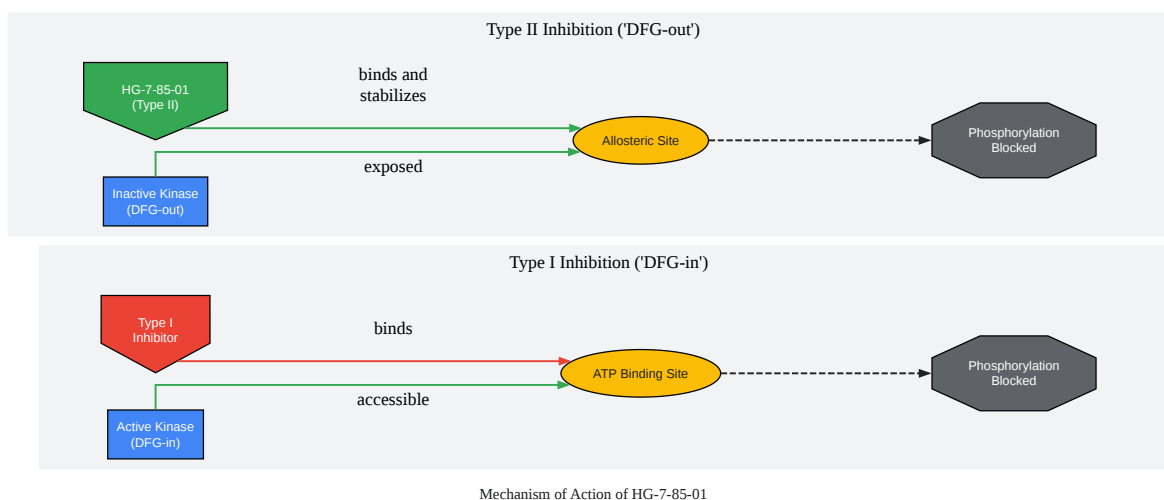 Type II Inhibition ('DFG-out')
HG-7-85-01
(Type II)
binds and
stabilizes
Allosteric Site
Phosphorylation
Blocked
exposed
Inactive Kinase
(DFG-out)
Type I Inhibition ('DFG-in')
Type I
Inhibitor
binds
ATP Binding Site
Phosphorylation
Blocked
accessible
Active Kinase
(DFG-in)
Mechanism of Action of HG-7-85-01